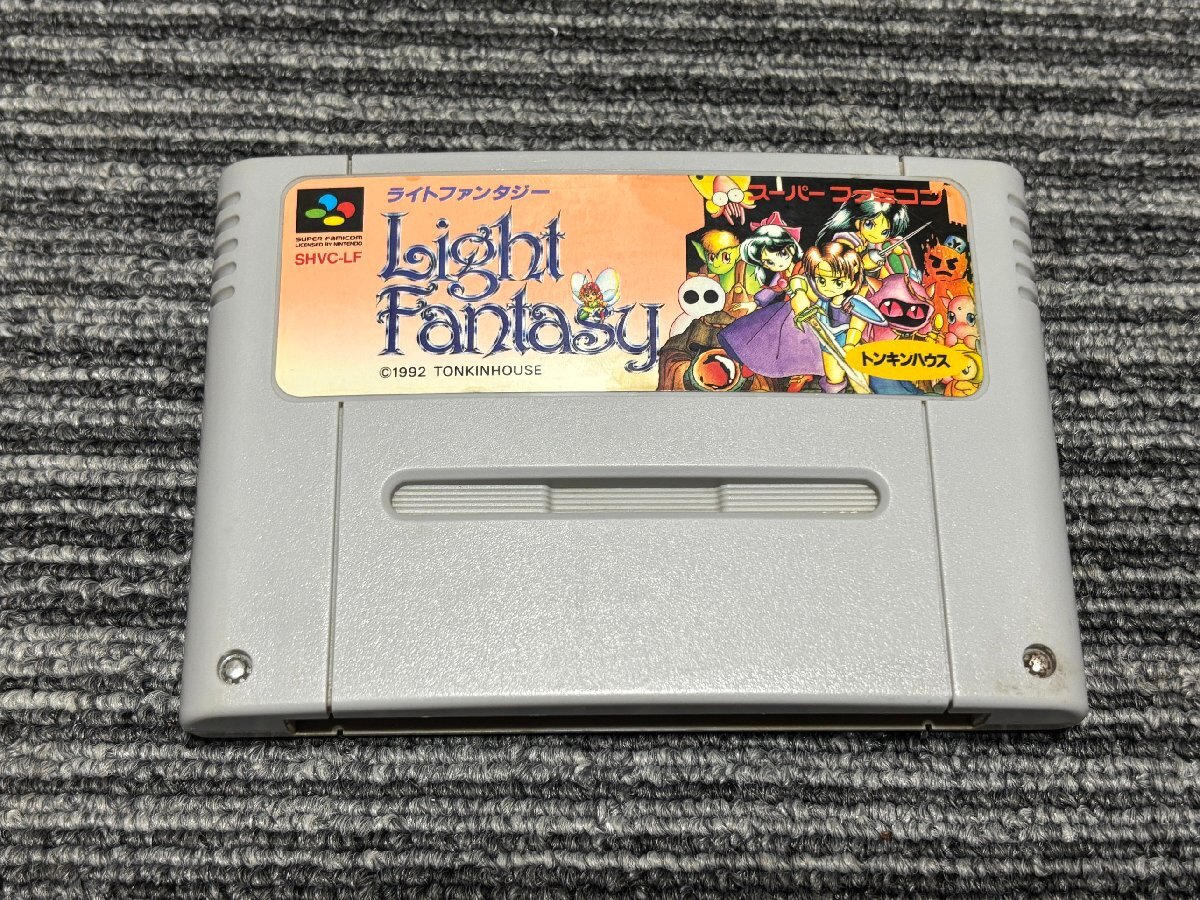 ライトファンタジー
スーパーファミコン
SUPER FAMICOM
LICENSED BY NINTENDO
SHVC-LF
Light
Fantasy
©1992 TONKINHOUSE
トンキンハウス